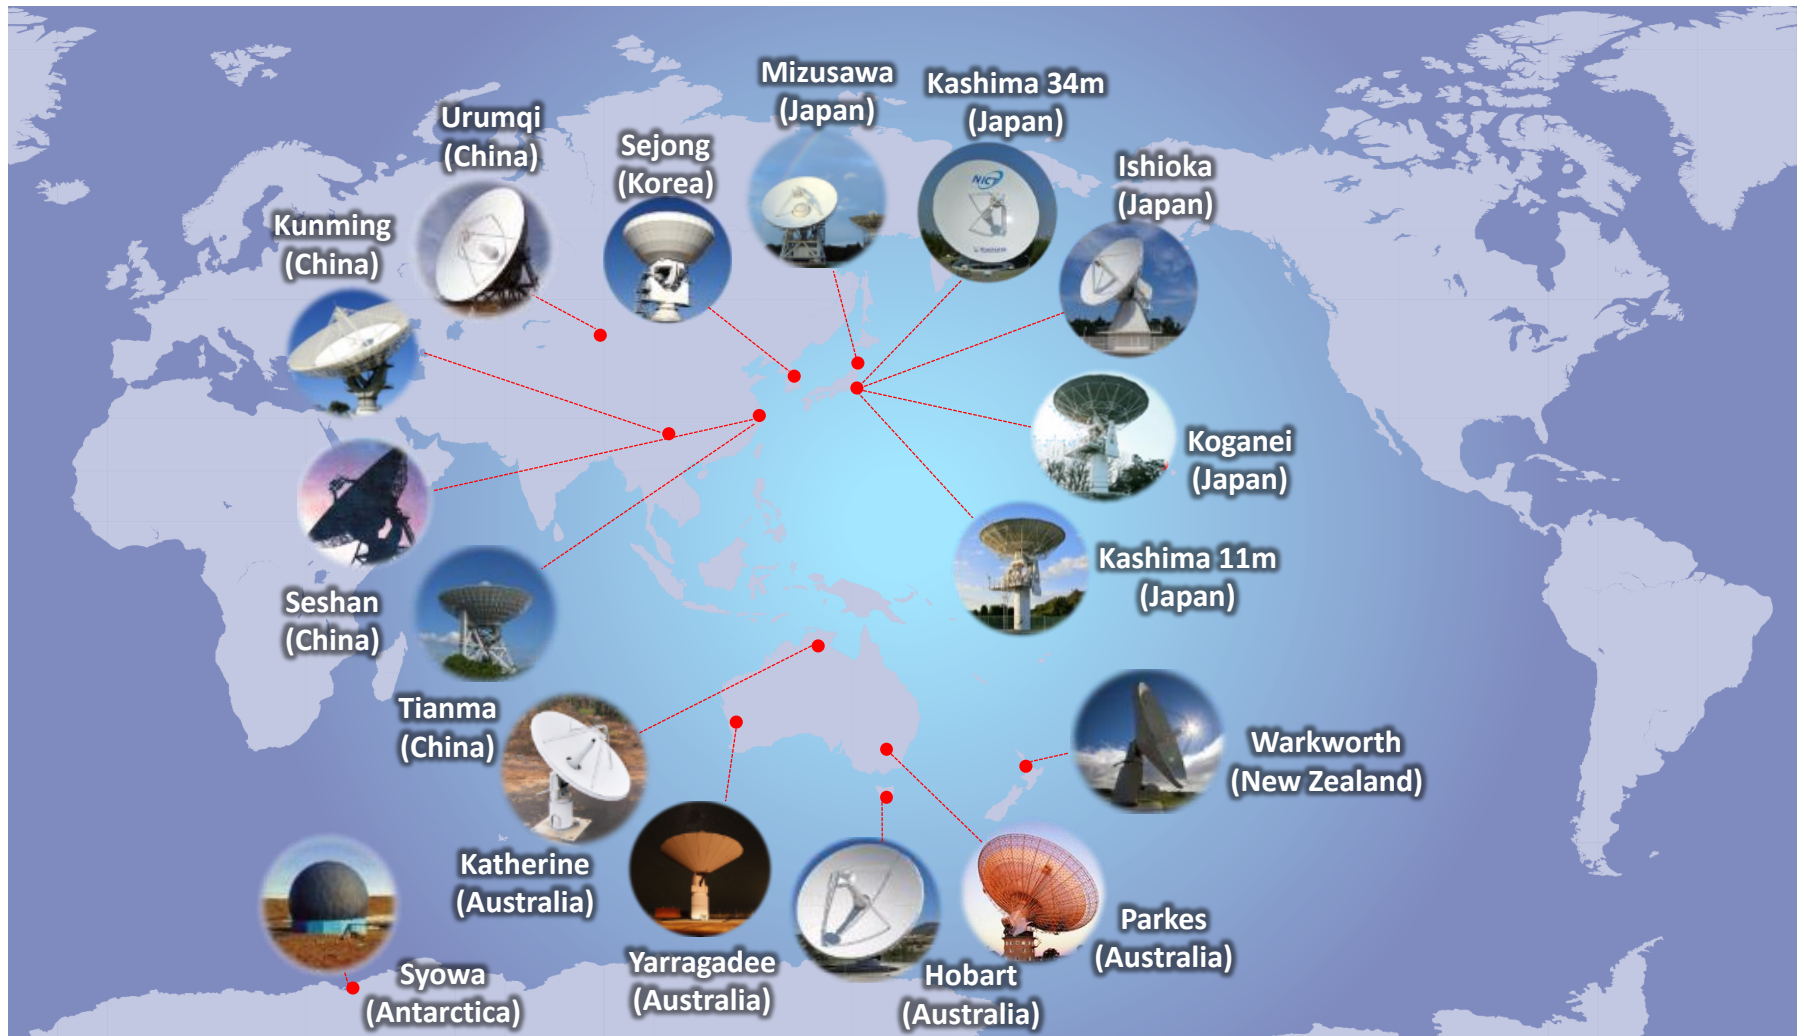 Mizusawa
(Japan)
Kashima 34m
(Japan)
Urumqi
(China)
Sejong
(Korea)
Ishioka
(Japan)
Kunming
(China)
NICT
Koganei
(Japan)
Kashima 11m
(Japan)
Seshan
(China)
Tianma
(China)
Warkworth
(New Zealand)
Katherine
(Australia)
Parkes
(Australia)
Yarragadee
(Australia)
Hobart
(Australia)
Syowa
(Antarctica)